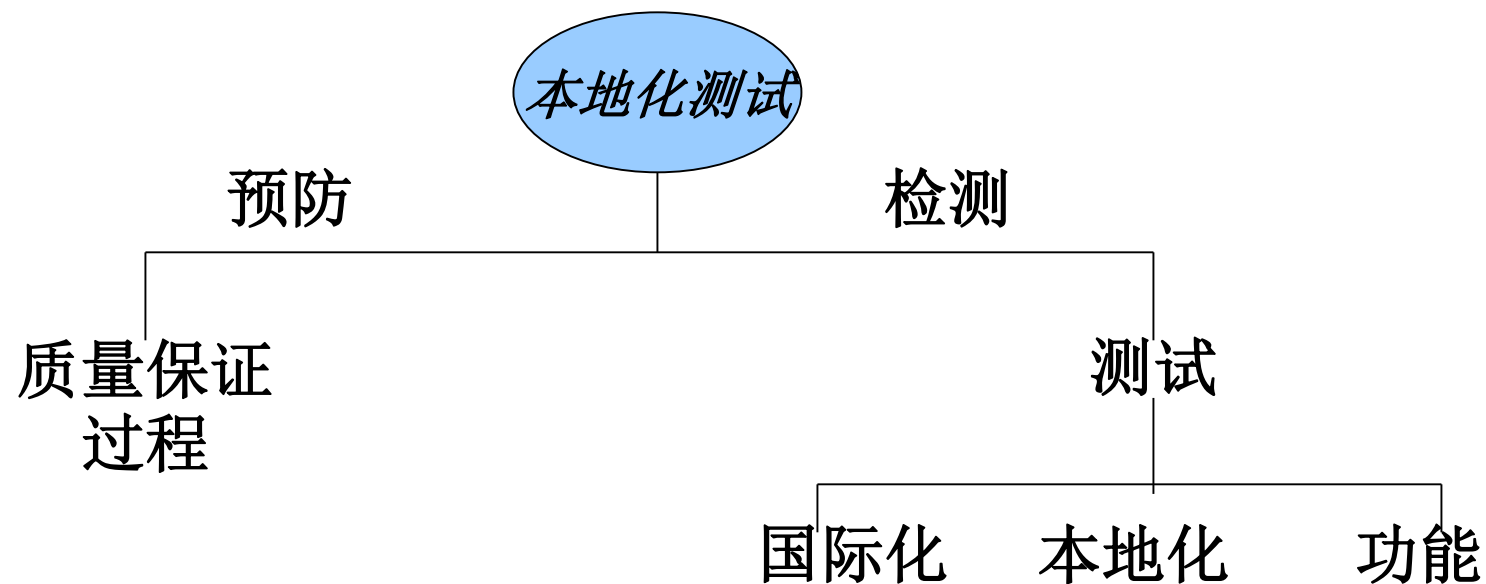 本地化测试
预防
检测
质量保证
过程
测试
国际化
本地化
功能